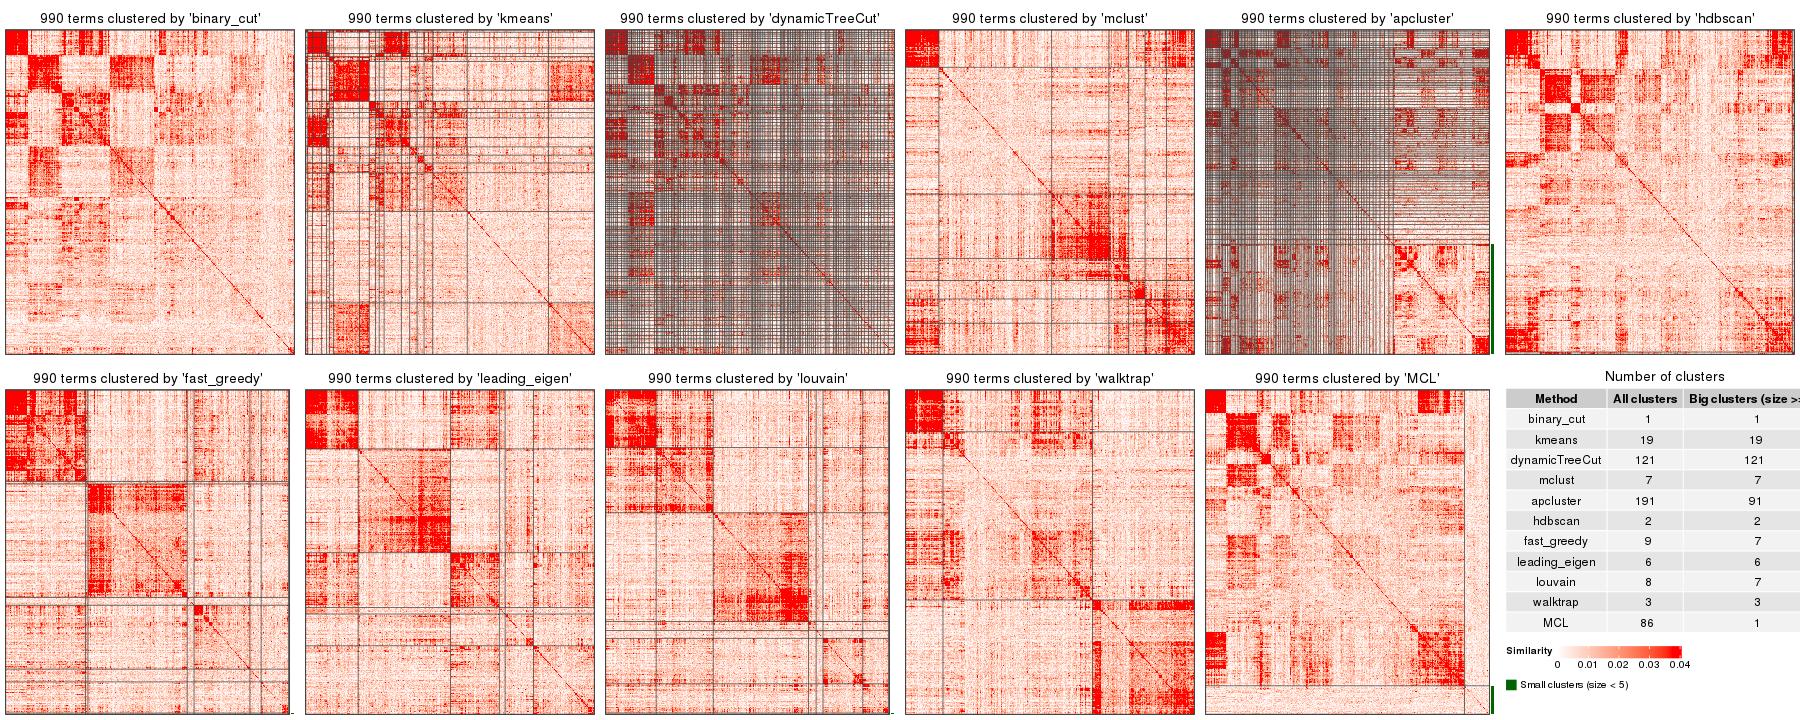 990 terms clustered by 'binary_cut'
990 terms clustered by 'kmeans'
990 terms clustered by 'dynamicTreeCut'
990 terms clustered by 'mclust'
990 terms clustered by 'apcluster'
990 terms clustered by 'hdbscan'
990 terms clustered by 'fast_greedy'
990 terms clustered by 'leading_eigen'
990 terms clustered by 'louvain'
990 terms clustered by 'walktrap'
990 terms clustered by 'MCL'
Number of clusters
Method All clusters Big clusters (size >
binary_cut 1 1
kmeans 19 19
dynamicTreeCut 121 121
mclust 7 7
apcluster 191 91
hdbscan 2 2
fast_greedy 9 7
leading_eigen 6 6
louvain 8 7
walktrap 3 3
MCL 86 1
Similarity
0 0.01 0.02 0.03 0.04
Small clusters (size < 5)